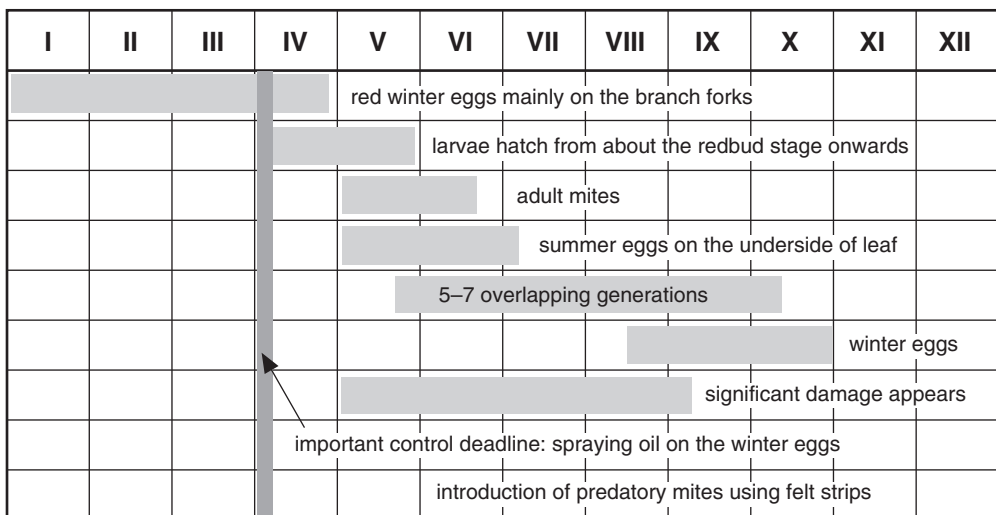 I II III IV V VI VII VIII IX X XI XII
red winter eggs mainly on the branch forks
larvae hatch from about the redbud stage onwards
adult mites
summer eggs on the underside of leaf
5–7 overlapping generations
winter eggs
significant damage appears
important control deadline: spraying oil on the winter eggs
introduction of predatory mites using felt strips